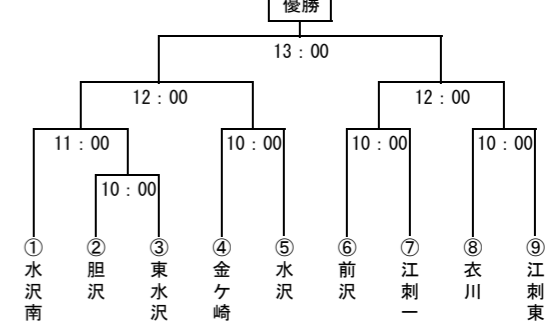 優勝
13：00
12：00
12：00
11：00
10：00
10：00
10：00
10：00
①水沢南
②胆沢
③東水沢
④金ケ崎
⑤水沢
⑥前沢
⑦江刺一
⑧衣川
⑨江刺東